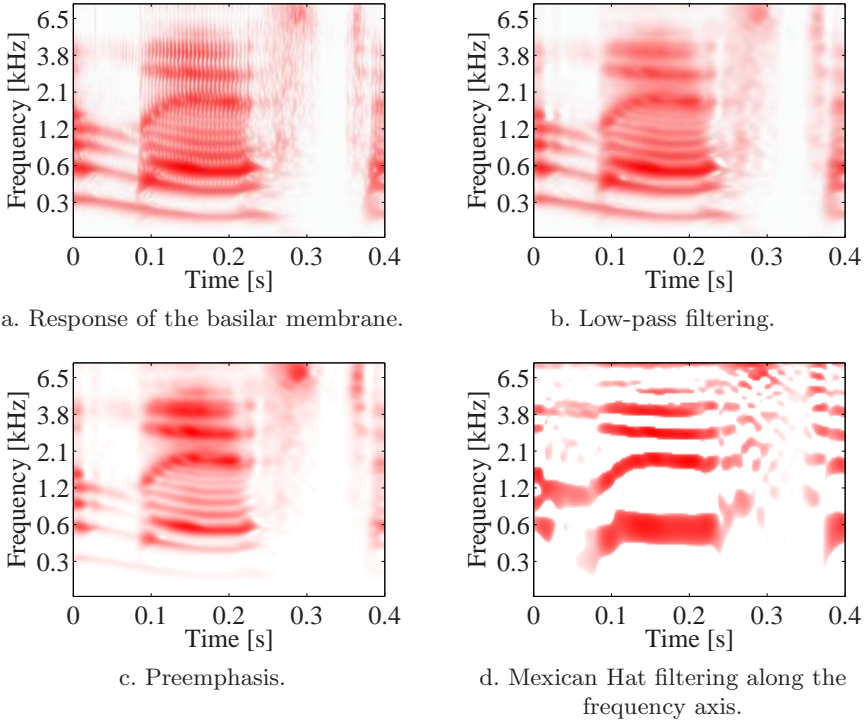 6.5
3.8
2.1
1.2
0.6
0.3
Frequency [kHz]
0 0.1 0.2 0.3 0.4
Time [s]
a. Response of the basilar membrane.
6.5
3.8
2.1
1.2
0.6
0.3
Frequency [kHz]
0 0.1 0.2 0.3 0.4
Time [s]
b. Low-pass filtering.
6.5
3.8
2.1
1.2
0.6
0.3
Frequency [kHz]
0 0.1 0.2 0.3 0.4
Time [s]
c. Preemphasis.
6.5
3.8
2.1
1.2
0.6
0.3
Frequency [kHz]
0 0.1 0.2 0.3 0.4
Time [s]
d. Mexican Hat filtering along the
frequency axis.